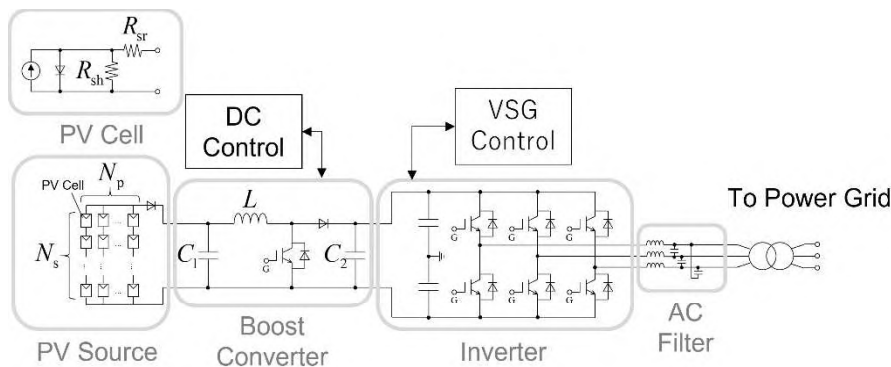 R_sr
R_sh
PV Cell
DC
Control
VSG
Control
PV Cell
N_p
N_s
L
C_1
C_2
G
G
G
G
G
G
G
To Power Grid
PV Source
Boost
Converter
Inverter
AC
Filter